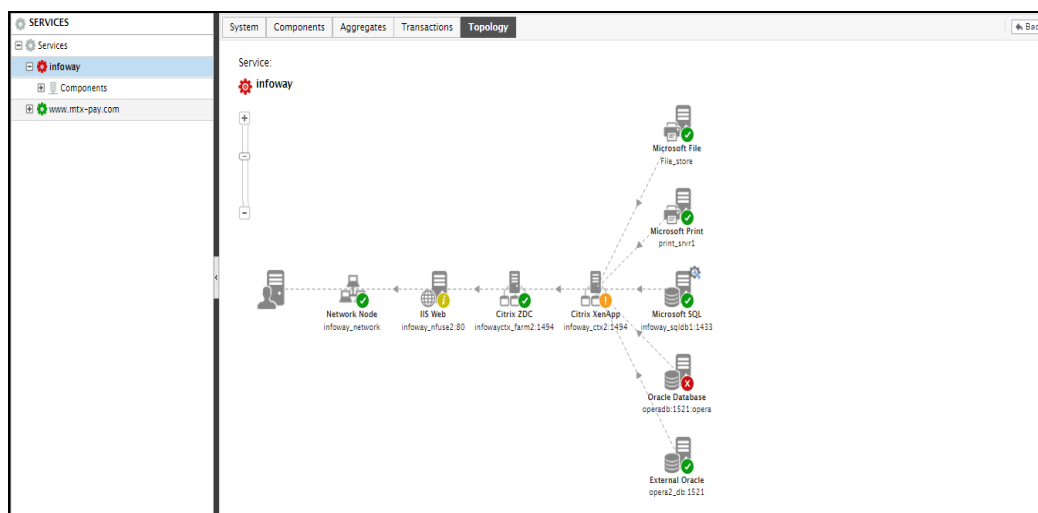 SERVICES
Services
infoway
Components
www.mtx-pay.com
System Components Aggregates Transactions Topology
Service:
infoway
Microsoft File
File_store
Microsoft Print
print_srvr1
Network Node
infoway_network
IIS Web
infoway_nfuse2:80
Citrix ZDC
infowayctx_farm2:1494
Citrix XenApp
infoway_ctx2:1494
Microsoft SQL
infoway_sqldb1:1433
Oracle Database
operadb:1521:opera
External Oracle
opera2_db:1521